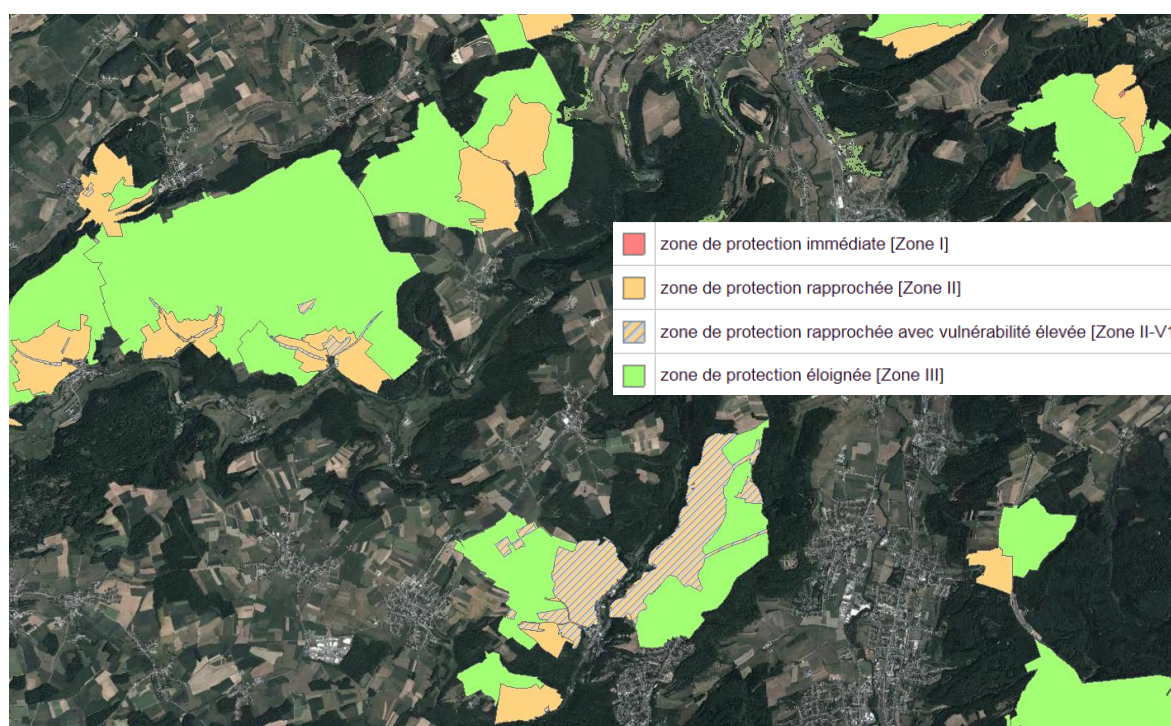 zone de protection immédiate [Zone I]
zone de protection rapprochée [Zone II]
zone de protection rapprochée avec vulnérabilité élevée [Zone II-V1
zone de protection éloignée [Zone III]